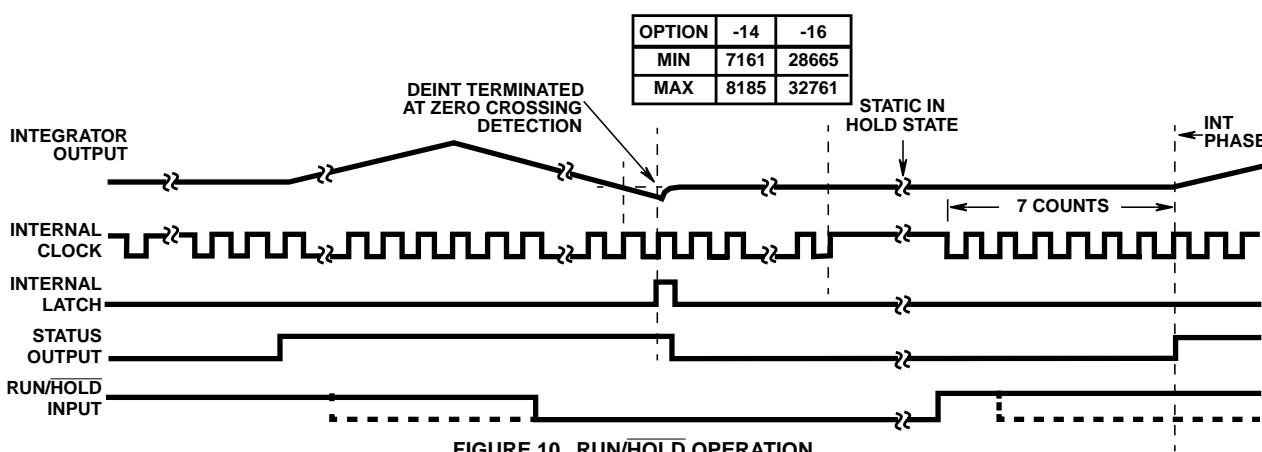 OPTION -14 -16
MIN 7161 28665
MAX 8185 32761
DEINT TERMINATED
AT ZERO CROSSING
DETECTION
STATIC IN
HOLD STATE
INT
PHASE
INTEGRATOR
OUTPUT
7 COUNTS
INTERNAL
CLOCK
INTERNAL
LATCH
STATUS
OUTPUT
RUN/HOLD
INPUT
FIGURE 10. RUN/HOLD OPERATION